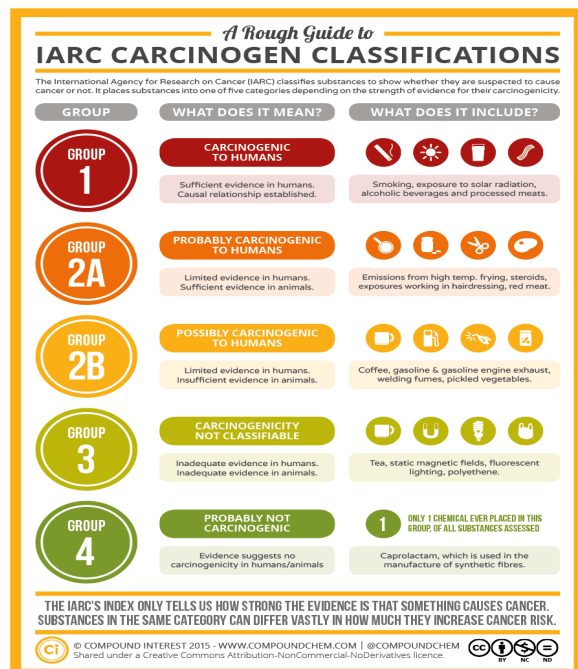 A Rough Guide to
IARC CARCINOGEN CLASSIFICATIONS
The International Agency for Research on Cancer (IARC) classifies substances to show whether they are suspected to cause
cancer or not. It places substances into one of five categories depending on the strength of evidence for their carcinogenicity.
GROUP
WHAT DOES IT MEAN?
WHAT DOES IT INCLUDE?
GROUP
1
CARCINOGENIC
TO HUMANS
Sufficient evidence in humans.
Causal relationship established.
Smoking, exposure to solar radiation,
alcoholic beverages and processed meats.
GROUP
2A
PROBABLY CARCINOGENIC
TO HUMANS
Limited evidence in humans.
Sufficient evidence in animals.
Emissions from high temp. frying, steroids,
exposures working in hairdressing, red meat.
GROUP
2B
POSSIBLY CARCINOGENIC
TO HUMANS
Limited evidence in humans.
Insufficient evidence in animals.
Coffee, gasoline & gasoline engine exhaust,
welding fumes, pickled vegetables.
GROUP
3
CARCINOGENICITY
NOT CLASSIFIABLE
Inadequate evidence in humans.
Inadequate evidence in animals.
Tea, static magnetic fields, fluorescent
lighting, polyethene.
GROUP
4
PROBABLY NOT
CARCINOGENIC
Evidence suggests no
carcinogenicity in humans/animals
1
ONLY 1 CHEMICAL EVER PLACED IN THIS
GROUP, OF ALL SUBSTANCES ASSESSED
Caprolactam, which is used in the
manufacture of synthetic fibres.
THE IARC'S INDEX ONLY TELLS US HOW STRONG THE EVIDENCE IS THAT SOMETHING CAUSES CANCER.
SUBSTANCES IN THE SAME CATEGORY CAN DIFFER VASTLY IN HOW MUCH THEY INCREASE CANCER RISK.
Ci
© COMPOUND INTEREST 2015 - WWW.COMPOUNDCHEM.COM | @COMPOUNDCHEM
Shared under a Creative Commons Attribution-NonCommercial-NoDerivatives licence.
cc
BY NC ND